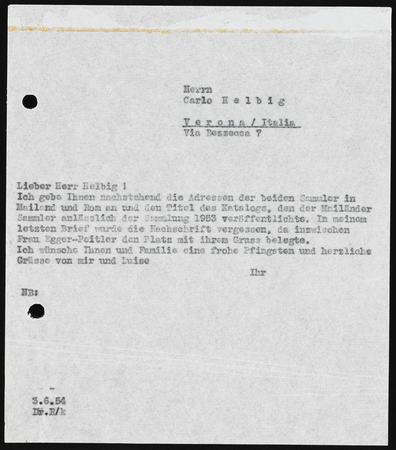 Herrn
Carlo Helbig
Verona/Italia
Via Bezzecca 7
Lieber Herr Helbig !
Ich gebe Ihnen nachstehend die Adressen der beiden Sammler in
Mailand und Rom an und den Titel des Katalogs, den der Mailänder
Sammler anlässlich der Sammlung 1953 veröffentlichte. In meinem
letzten Brief wurde die Nachschrift vergessen, da inzwischen
Frau Egger-Peitler den Platz mit ihrem Gruss belegte.
Ich wünsche Ihnen und Familie eine frohe Pfingsten und herzliche
Grüsse von mir und Luise
Ihr
NB:
3.6.54
Dr.R/k